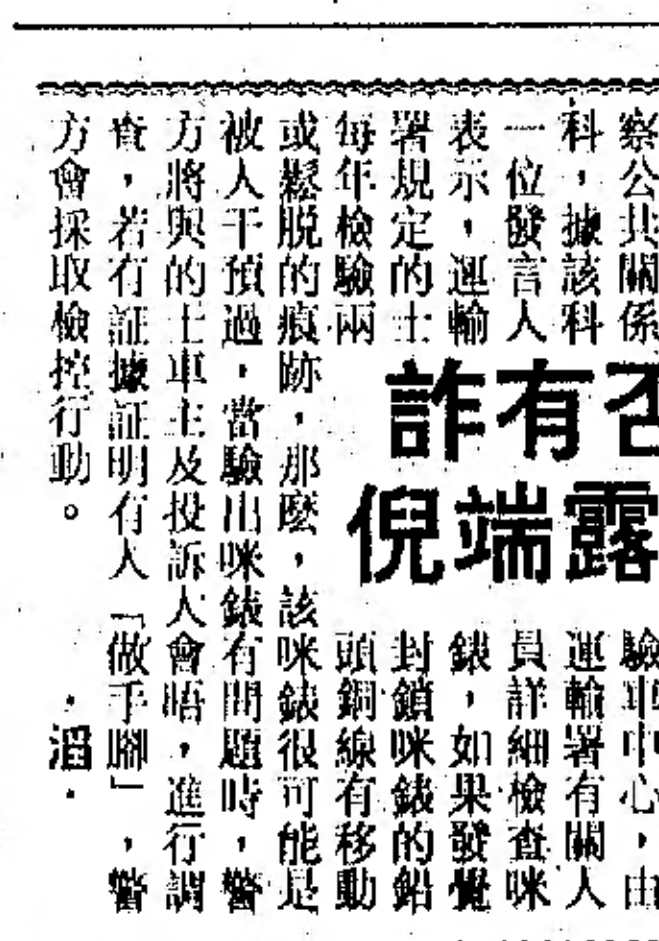 否有詐
露端倪
察公共關係
科，據該科
一位發言人
表示，運輸
署規定的士
每年檢驗兩
驗車中心，由
運輸署有關人
員詳細檢查咪
錶，如果發覺
封鎖咪錶的鉛
頭銅線有移動
或鬆脱的痕跡，那麽，該咪錶很可能是
被人干預過，當驗出咪錶有問題時，警
方將與的士車主及投訴人會晤，進行調
査，若有証據証明有人「做手腳」，警
方會採取檢控行動。
·滔·